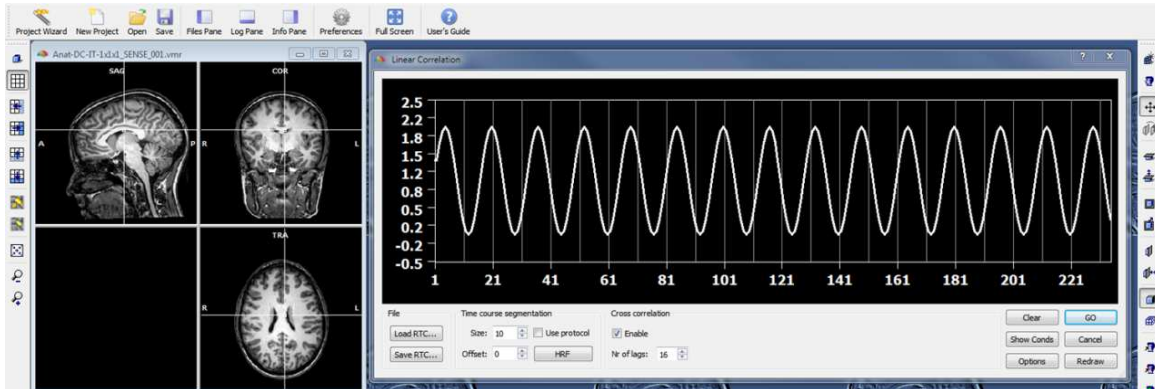 Project Wizard New Project Open Save Files Pane Log Pane Info Pane Preferences Full Screen User's Guide
Anat-DC-IT-1x1x1_SENSE_001.vmr
SAG
COR
A
P
R
L
TRA
R
L
Linear Correlation
2.5
2.2
1.8
1.5
1.2
0.8
0.5
0.2
-0.2
-0.5
1 21 41 61 81 101 121 141 161 181 201 221
File
Load RTC...
Save RTC...
Time course segmentation
Size: 10 Use protocol
Offset: 0 HRF
Cross correlation
Enable
Nr of lags: 16
Clear GO
Show Conds Cancel
Options Redraw